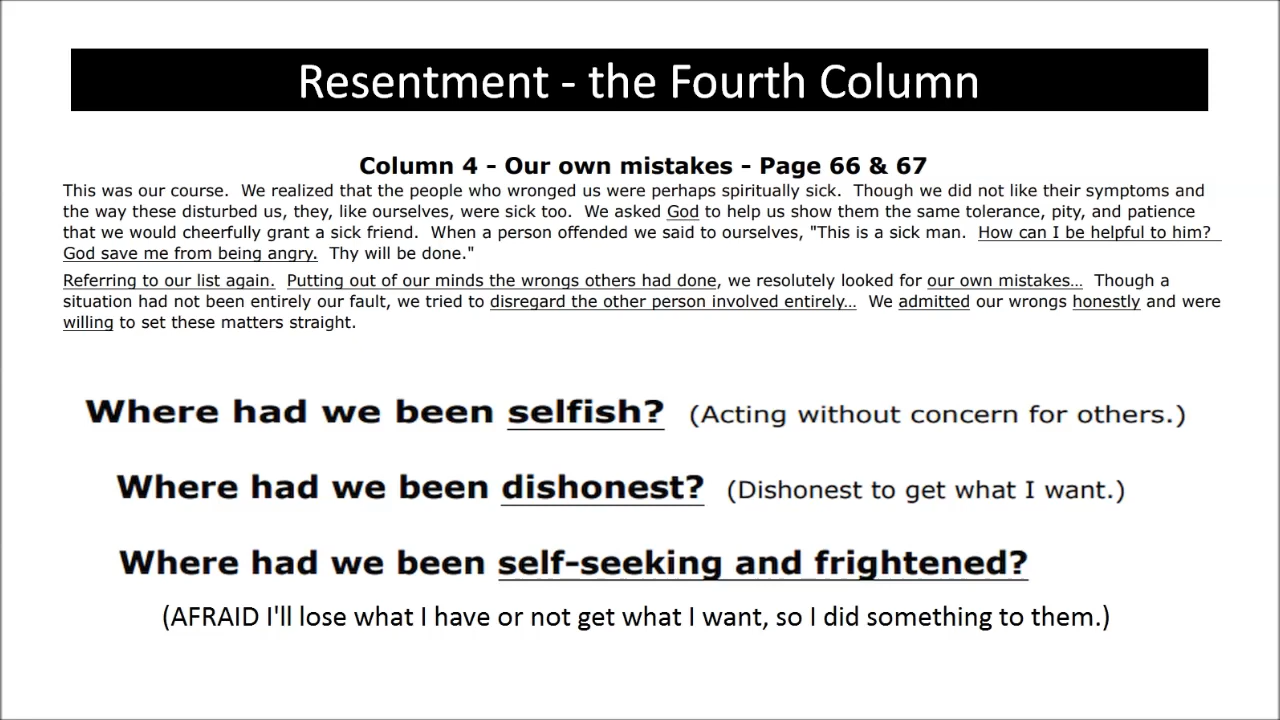 Resentment - the Fourth Column
Column 4 - Our own mistakes - Page 66 & 67
This was our course.  We realized that the people who wronged us were perhaps spiritually sick.  Though we did not like their symptoms and
the way these disturbed us, they, like ourselves, were sick too.  We asked God to help us show them the same tolerance, pity, and patience
that we would cheerfully grant a sick friend.  When a person offended we said to ourselves, "This is a sick man.  How can I be helpful to him?
God save me from being angry.  Thy will be done."
Referring to our list again.  Putting out of our minds the wrongs others had done, we resolutely looked for our own mistakes...  Though a
situation had not been entirely our fault, we tried to disregard the other person involved entirely...  We admitted our wrongs honestly and were
willing to set these matters straight.
Where had we been selfish?  (Acting without concern for others.)
Where had we been dishonest?  (Dishonest to get what I want.)
Where had we been self-seeking and frightened?
(AFRAID I'll lose what I have or not get what I want, so I did something to them.)